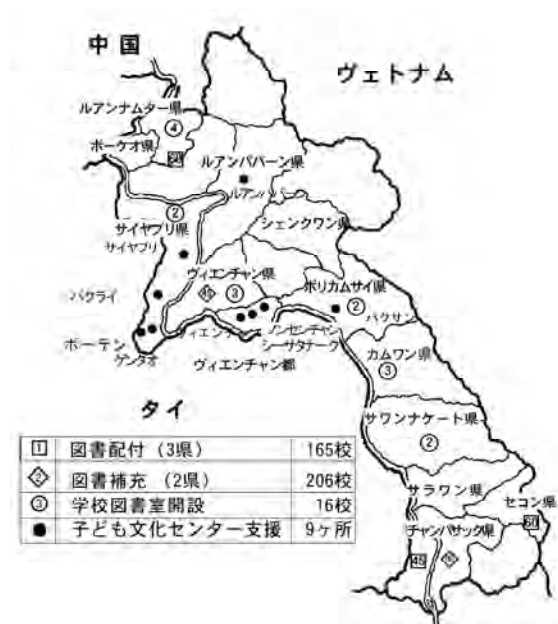 中国
ヴェトナム
ルアンナムター県
④
ボーケオ県
ルアンパバーン県
②
サイヤブリ県
シェンクワン県
サイヤブリ
ヴィエンチャン県
③
ボリカムサイ県
②
パクライ
パクサン
ボーテン
ケンタオ
ノンセンチャン
シーサタナーク
ヴィエンチャン都
カムワン県
③
タイ
サワンナケート県
②
1 図書配付(3県) 165校
2 図書補充(2県) 206校
③ 学校図書室開設 16校
● 子ども文化センター支援 9ヶ所
サラワン県
セコン県
60
チャンパサック県
45